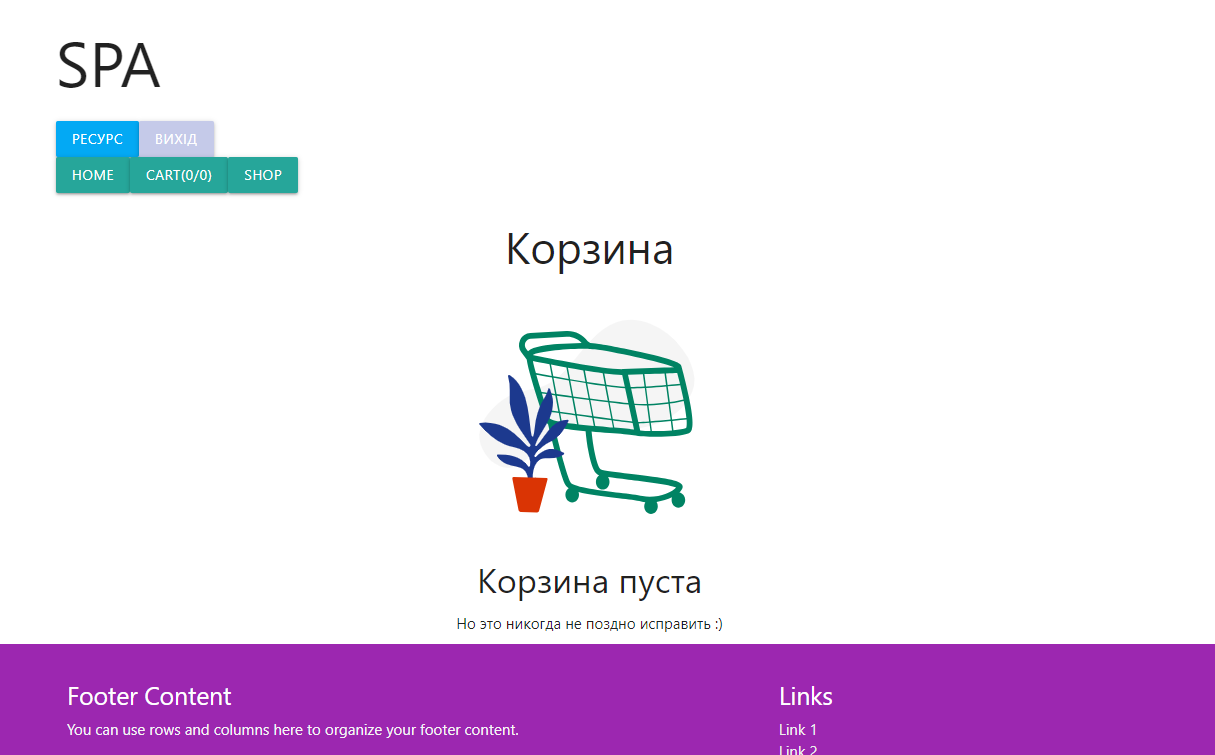 SPA
РЕСУРС ВИХІД
HOME CART(0/0) SHOP
Корзина
Корзина пуста
Но это никогда не поздно исправить :)
Footer Content
You can use rows and columns here to organize your footer content.
Links
Link 1
Link 2